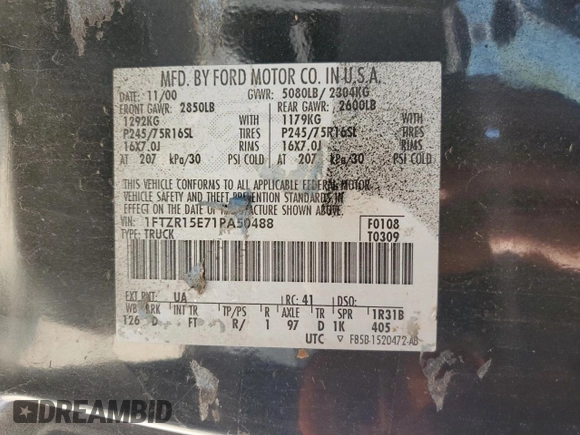 MFD. BY FORD MOTOR CO. IN U.S.A.
DATE: 11/00 GVWR: 5080LB/ 2304KG
FRONT GAWR: 2850LB REAR GAWR: 2600LB
1292KG WITH 1179KG WITH
P245/75R16SL TIRES P245/75R16SL TIRES
16X7.0J RIMS 16X7.0J RIMS
AT 207 kPa/30 PSI COLD AT 207 kPa/30 PSI COLD
THIS VEHICLE CONFORMS TO ALL APPLICABLE FEDERAL MOTOR
VEHICLE SAFETY AND THEFT PREVENTION STANDARDS IN
EFFECT ON THE DATE OF MANUFACTURE SHOWN ABOVE.
VIN: 1FTZR15E71PA50488 F0108
TYPE: TRUCK T0309
EXT PNT: UA RC: 41 DSO:
WB BRK INT TR TP/PS R AXLE TR SPR 1R31B
126 D FT R/ 1 97 D 1K 405
UTC F85B-1520472-AB
DREAMBID